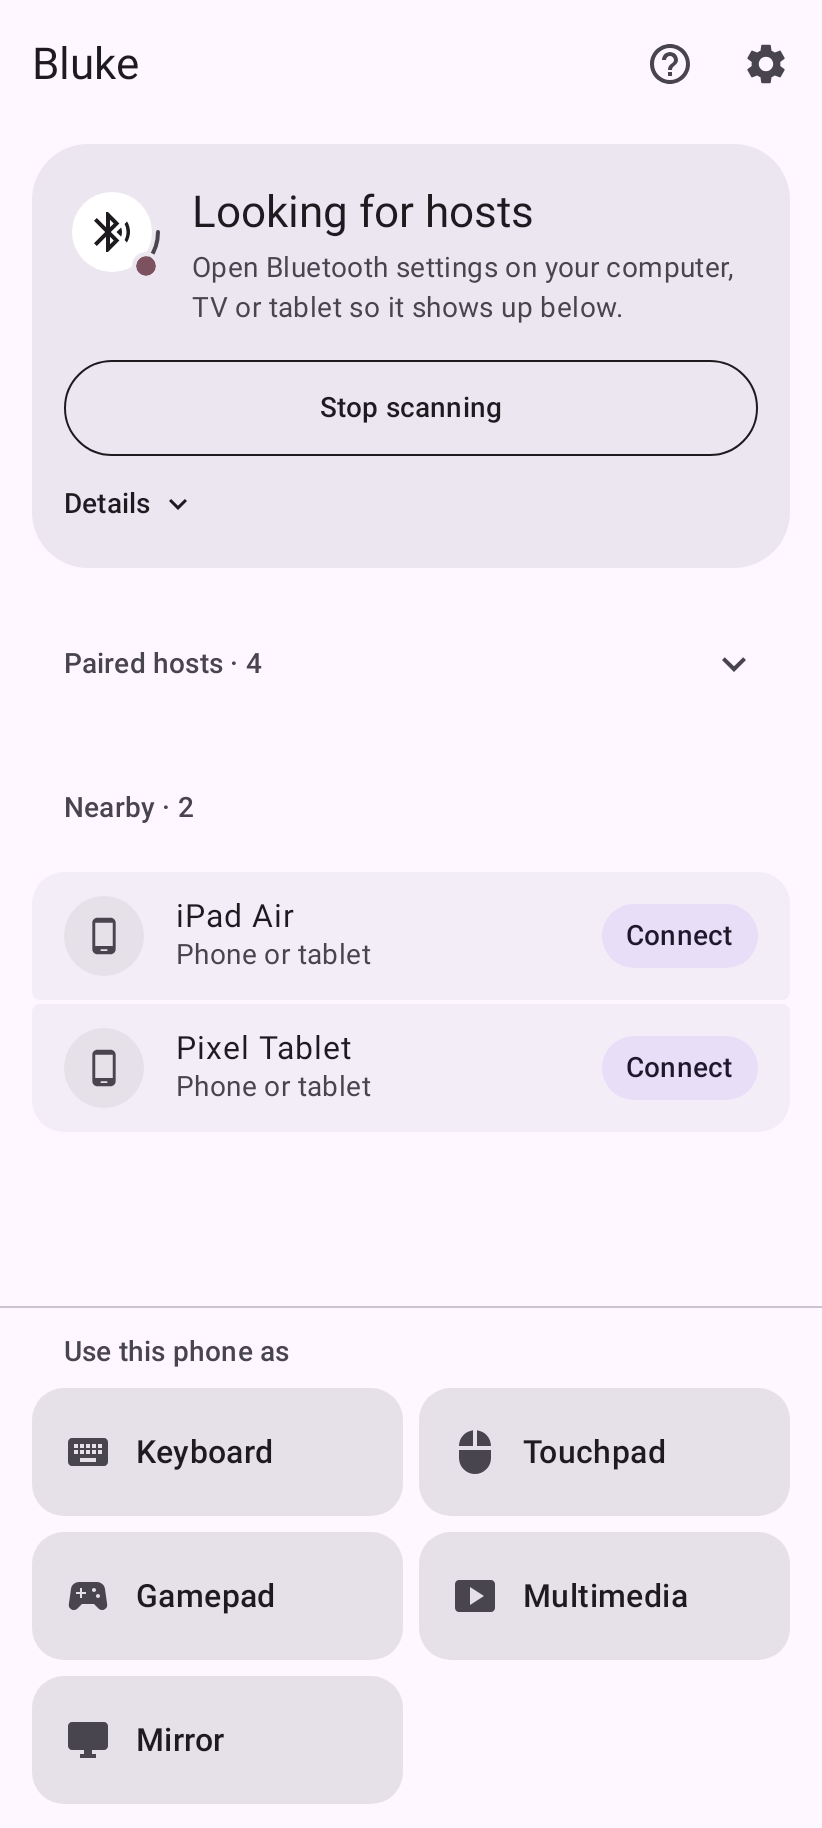 Bluke
Looking for hosts
Open Bluetooth settings on your computer,
TV or tablet so it shows up below.
Stop scanning
Details
Paired hosts · 4
Nearby · 2
iPad Air
Phone or tablet
Connect
Pixel Tablet
Phone or tablet
Connect
Use this phone as
Keyboard
Touchpad
Gamepad
Multimedia
Mirror